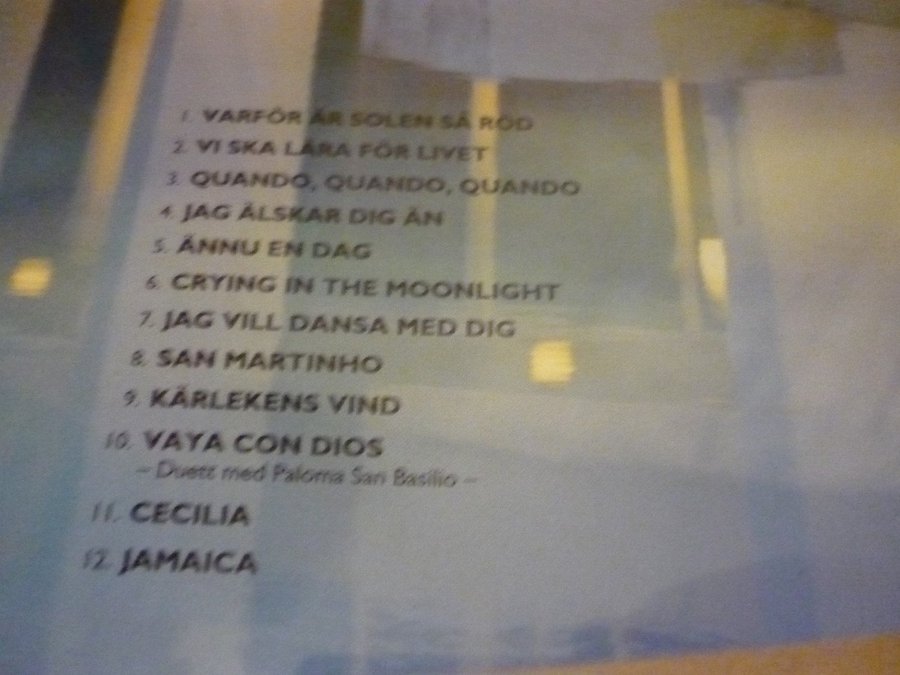 1. VARFÖR ÄR SOLEN SÅ RÖD
2. VI SKA LÄRA FÖR LIVET
3. QUANDO, QUANDO, QUANDO
4. JAG ÄLSKAR DIG ÄN
5. ÄNNU EN DAG
6. CRYING IN THE MOONLIGHT
7. JAG VILL DANSA MED DIG
8. SAN MARTINHO
9. KÄRLEKENS VIND
10. VAYA CON DIOS
– Duett med Paloma San Basilio –
11. CECILIA
12. JAMAICA